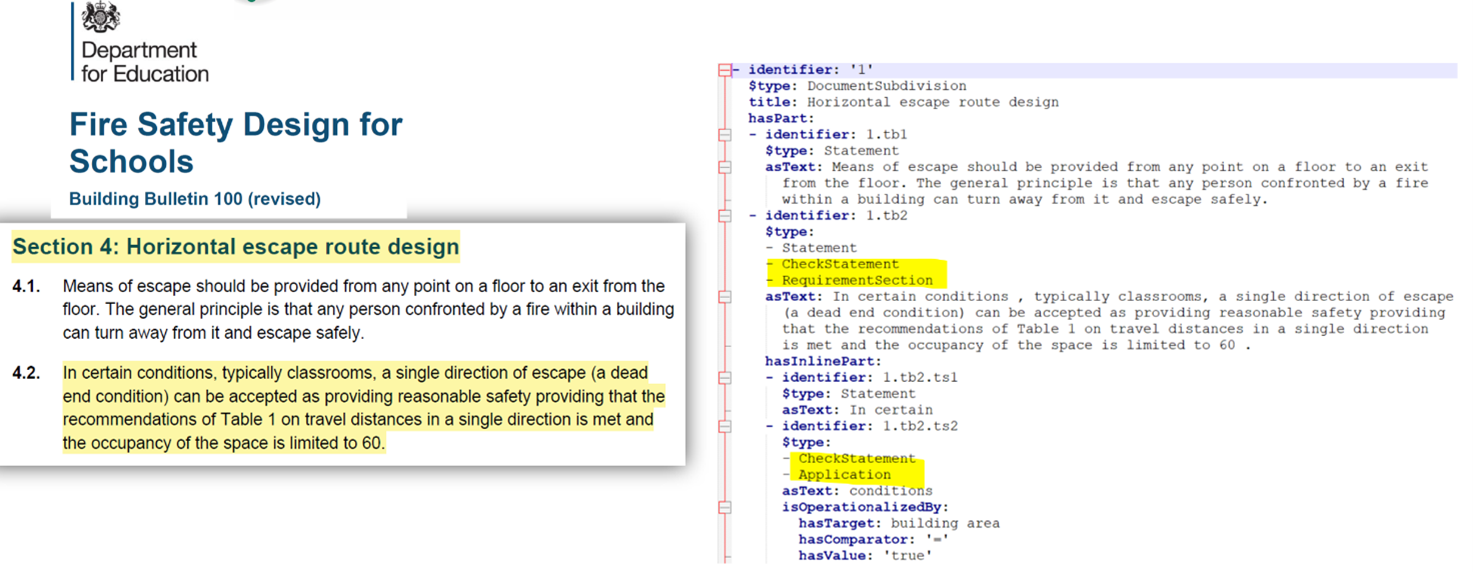 Department
for Education
Fire Safety Design for
Schools
Building Bulletin 100 (revised)
Section 4: Horizontal escape route design
4.1. Means of escape should be provided from any point on a floor to an exit from the
floor. The general principle is that any person confronted by a fire within a building
can turn away from it and escape safely.
4.2. In certain conditions, typically classrooms, a single direction of escape (a dead
end condition) can be accepted as providing reasonable safety providing that the
recommendations of Table 1 on travel distances in a single direction is met and
the occupancy of the space is limited to 60.
- identifier: '1'
$type: DocumentSubdivision
title: Horizontal escape route design
hasPart:
- identifier: 1.tb1
$type: Statement
asText: Means of escape should be provided from any point on a floor to an exit
from the floor. The general principle is that any person confronted by a fire
within a building can turn away from it and escape safely.
- identifier: 1.tb2
$type:
- Statement
- CheckStatement
- RequirementSection
asText: In certain conditions , typically classrooms, a single direction of escape
(a dead end condition) can be accepted as providing reasonable safety providing
that the recommendations of Table 1 on travel distances in a single direction
is met and the occupancy of the space is limited to 60 .
hasInlinePart:
- identifier: 1.tb2.ts1
$type: Statement
asText: In certain
- identifier: 1.tb2.ts2
$type:
- CheckStatement
- Application
asText: conditions
isOperationalizedBy:
hasTarget: building area
hasComparator: '='
hasValue: 'true'